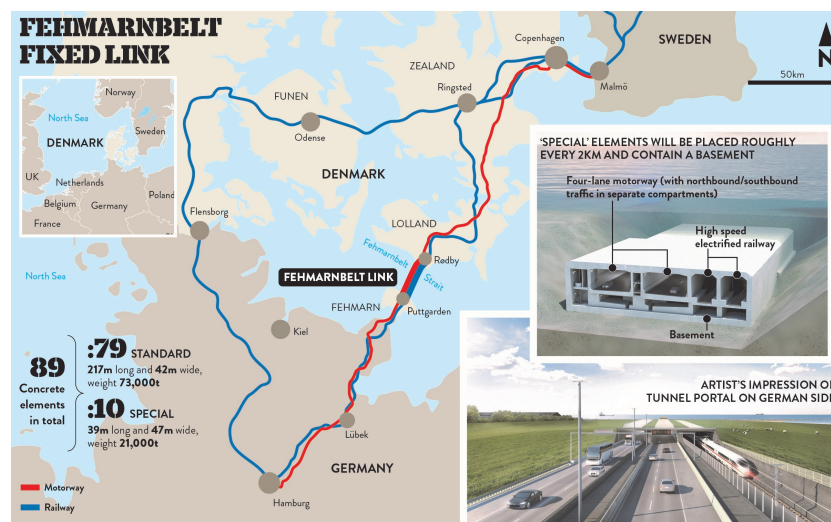 FEHMARNBELT
FIXED LINK
Norway
North Sea
DENMARK
Sweden
UK
Netherlands
Belgium
Germany
Poland
France
Copenhagen
SWEDEN
N
50km
Malmö
ZEALAND
Ringsted
FUNEN
Odense
DENMARK
Flensborg
LOLLAND
Fehmarnbelt
Strait
Rødby
FEHMARNBELT LINK
FEHMARN
Puttgarden
North Sea
Kiel
Lübek
GERMANY
Hamburg
89
Concrete
elements
in total
:79 STANDARD
217m long and 42m wide,
weight 73,000t
:10 SPECIAL
39m long and 47m wide,
weight 21,000t
Motorway
Railway
‘SPECIAL’ ELEMENTS WILL BE PLACED ROUGHLY
EVERY 2KM AND CONTAIN A BASEMENT
Four-lane motorway (with northbound/southbound
traffic in separate compartments)
High speed
electrified railway
Basement
ARTIST’S IMPRESSION OF
TUNNEL PORTAL ON GERMAN SIDE